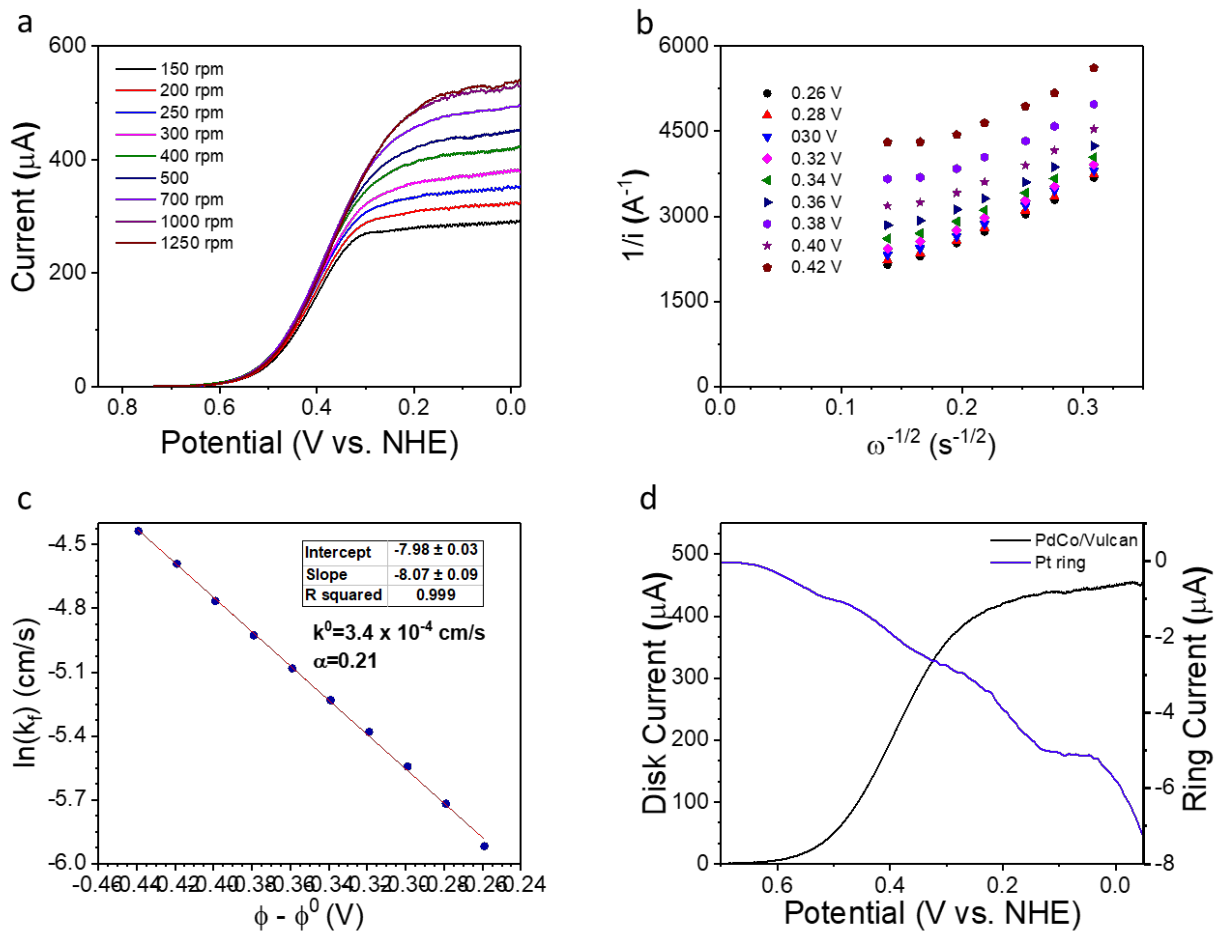 a
600
400
200
0
0.8
0.6
0.4
0.2
0.0
Current (μA)
Potential (V vs. NHE)
150 rpm
200 rpm
250 rpm
300 rpm
400 rpm
500
700 rpm
1000 rpm
1250 rpm
b
6000
4500
3000
1500
0
0.0
0.1
0.2
0.3
1/i (A⁻¹)
ω⁻¹/² (s⁻¹/²)
0.26 V
0.28 V
030 V
0.32 V
0.34 V
0.36 V
0.38 V
0.40 V
0.42 V
c
-4.5
-4.8
-5.1
-5.4
-5.7
-6.0
-0.46
-0.44
-0.42
-0.40
-0.38
-0.36
-0.34
-0.32
-0.30
-0.28
-0.26
-0.24
ln(k_f) (cm/s)
ϕ - ϕ⁰ (V)
Intercept -7.98 ± 0.03
Slope -8.07 ± 0.09
R squared 0.999
k⁰=3.4 x 10⁻⁴ cm/s
α=0.21
d
500
400
300
200
100
0
0.6
0.4
0.2
0.0
0
-2
-4
-6
-8
Disk Current (μA)
Ring Current (μA)
Potential (V vs. NHE)
PdCo/Vulcan
Pt ring